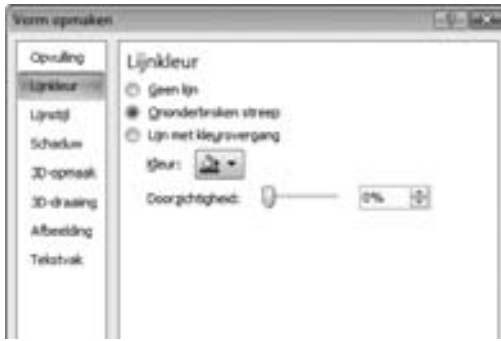 Vorm opmaken
Opvulling
Lijnkleur
Lijnstijl
Schaduw
3D-opmaak
3D-draaiing
Afbeelding
Tekstvak
Lijnkleur
Geen lijn
Ononderbroken streep
Lijn met kleurovergang
Kleur:
Doorzichtigheid:
0%